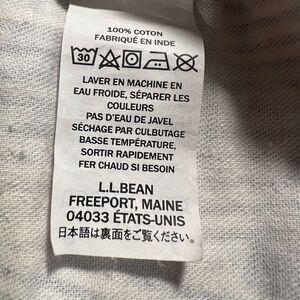 100% COTON
FABRIQUÉ EN INDE
30
LAVER EN MACHINE EN
EAU FROIDE, SÉPARER LES
COULEURS
PAS D'EAU DE JAVEL
SÉCHAGE PAR CULBUTAGE
BASSE TEMPÉRATURE,
SORTIR RAPIDEMENT
FER CHAUD SI BESOIN
L.L.BEAN
FREEPORT, MAINE
04033 ÉTATS-UNIS
日本語は裏面をご覧ください。